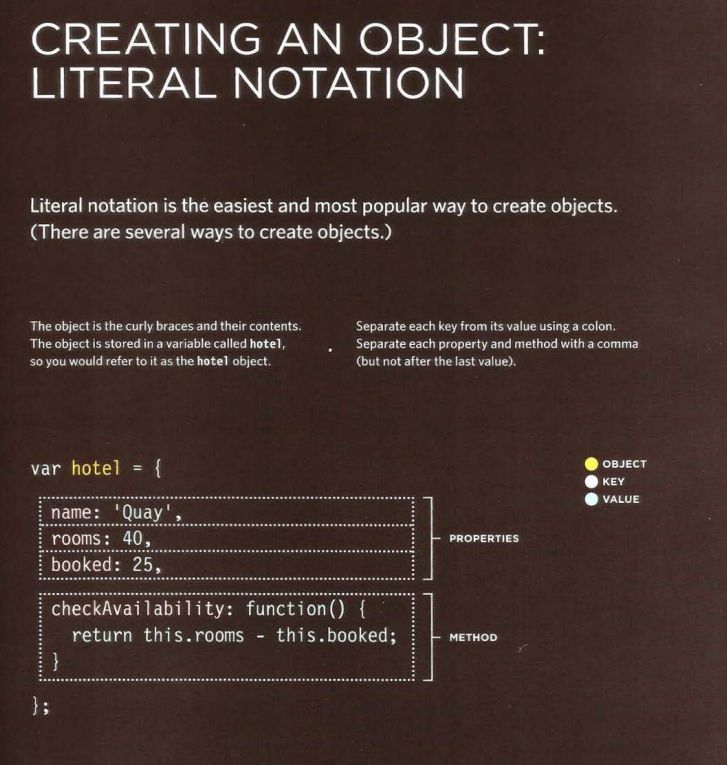 CREATING AN OBJECT:
LITERAL NOTATION
Literal notation is the easiest and most popular way to create objects.
(There are several ways to create objects.)
The object is the curly braces and their contents.
The object is stored in a variable called hotel,
so you would refer to it as the hotel object.
Separate each key from its value using a colon.
Separate each property and method with a comma
(but not after the last value).
var hotel = {
name: 'Quay',
rooms: 40,
booked: 25,
checkAvailability: function() {
return this.rooms - this.booked;
}
};
OBJECT
KEY
VALUE
PROPERTIES
METHOD